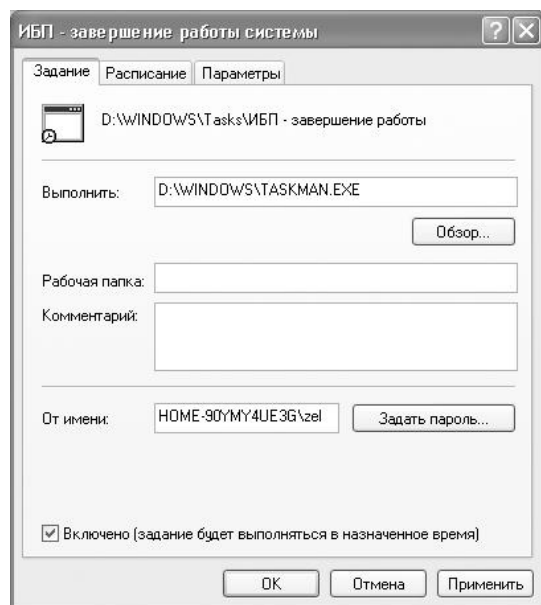 ИБП - завершение работы системы
Задание Расписание Параметры
D:\WINDOWS\Tasks\ИБП - завершение работы
Выполнить: D:\WINDOWS\TASKMAN.EXE
Обзор...
Рабочая папка:
Комментарий:
От имени: HOME-90YMY4UE3G\zel Задать пароль...
Включено (задание будет выполняться в назначенное время)
OK Отмена Применить